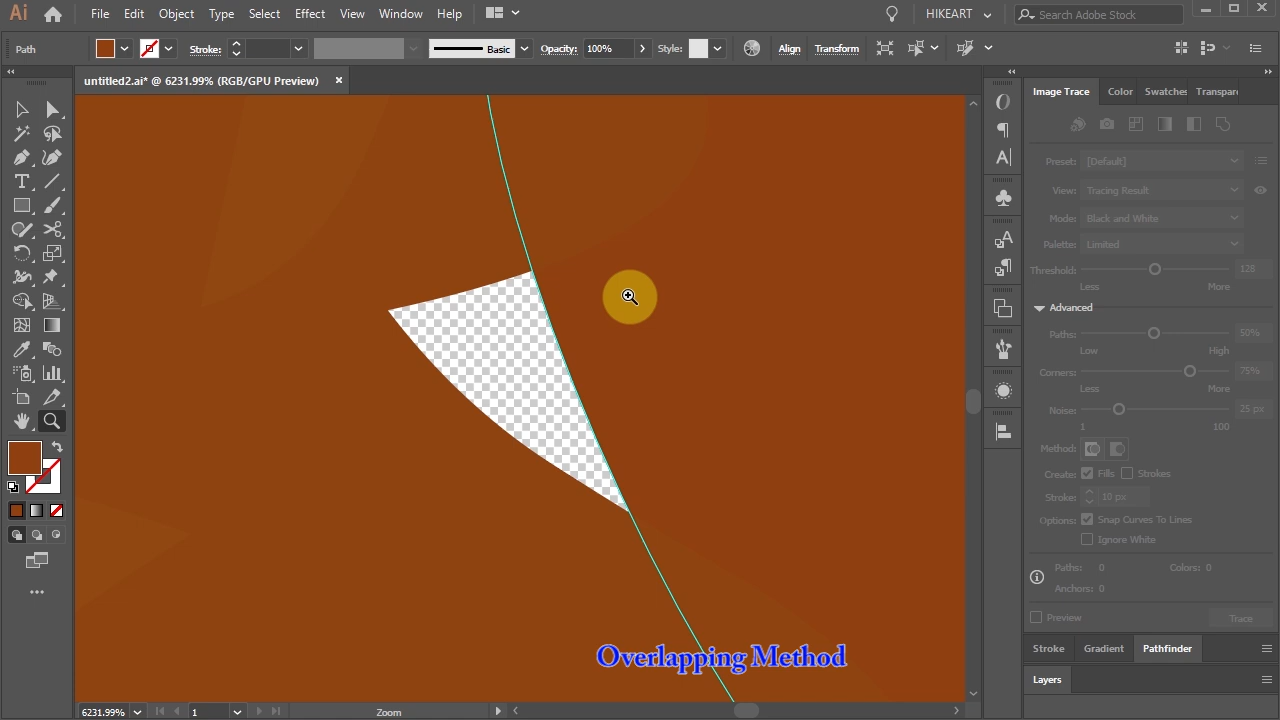 Ai File Edit Object Type Select Effect View Window Help HIKEART Search Adobe Stock
Path Stroke: Basic Opacity: 100% Style: Align Transform
untitled2.ai* @ 6231.99% (RGB/GPU Preview) ×
Image Trace Color Swatches Transpar
Preset: [Default]
View: Tracing Result
Mode: Black and White
Palette: Limited
Threshold: 128
Less More
Advanced
Paths: 50%
Low High
Corners: 75%
Less More
Noise: 25 px
1 100
Method:
Create: Fills Strokes
Stroke: 10 px
Options: Snap Curves To Lines
Ignore White
Paths: 0 Colors: 0
Anchors: 0
Preview Trace
Stroke Gradient Pathfinder
Layers
Overlapping Method
6231.99% 1 Zoom